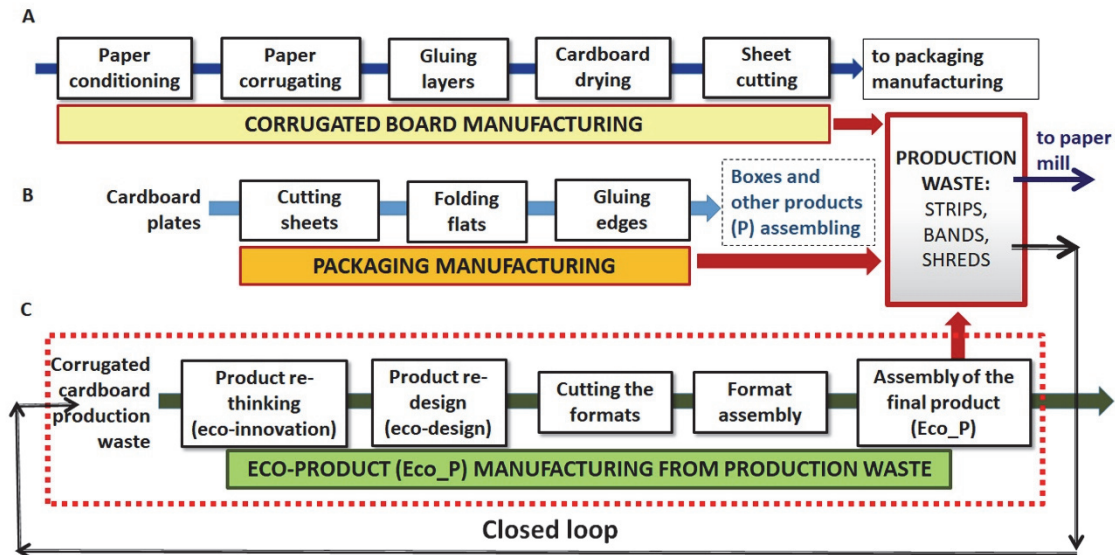 A
Paper
conditioning
Paper
corrugating
Gluing
layers
Cardboard
drying
Sheet
cutting
to packaging
manufacturing
CORRUGATED BOARD MANUFACTURING
PRODUCTION
WASTE:
STRIPS,
BANDS,
SHREDS
to paper
mill
B
Cardboard
plates
Cutting
sheets
Folding
flats
Gluing
edges
Boxes and
other products
(P) assembling
PACKAGING MANUFACTURING
C
Corrugated
cardboard
production
waste
Product re-
thinking
(eco-innovation)
Product re-
design
(eco-design)
Cutting the
formats
Format
assembly
Assembly of the
final product
(Eco_P)
ECO-PRODUCT (Eco_P) MANUFACTURING FROM PRODUCTION WASTE
Closed loop